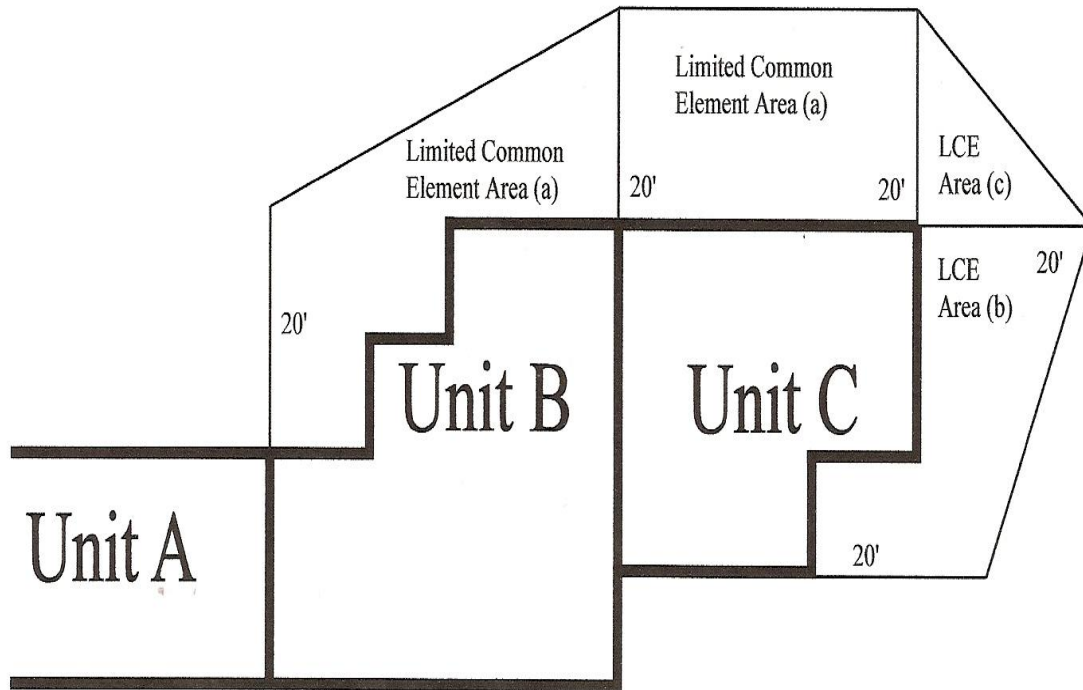 Limited Common
Element Area (a)
Limited Common
Element Area (a)
LCE
Area (c)
20'
20'
LCE
Area (b)
20'
20'
Unit B
Unit C
Unit A
20'